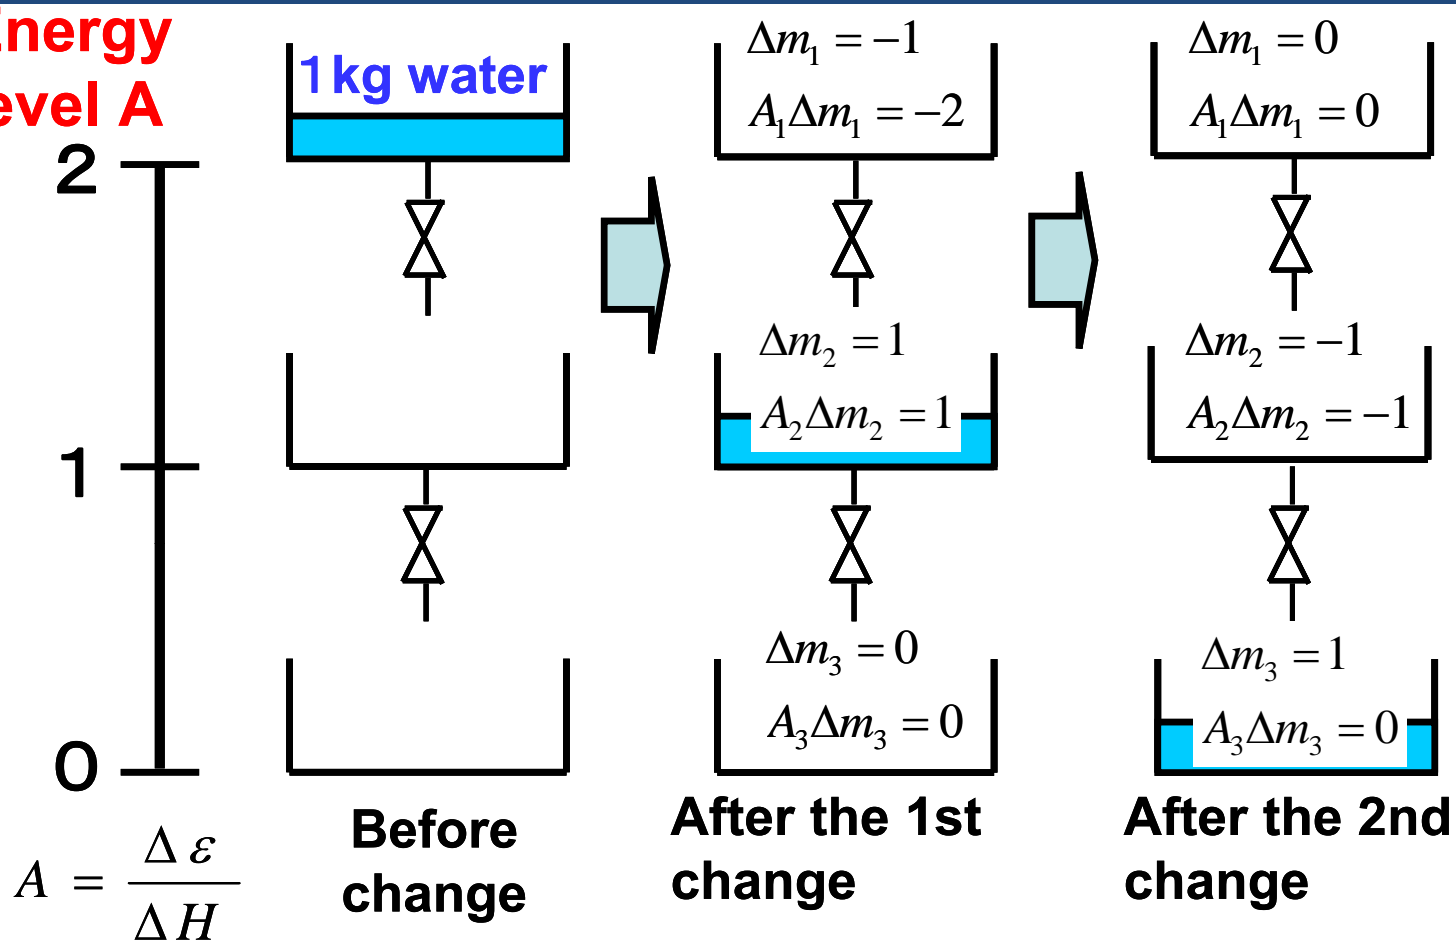 nergy
evel A
2
1
0
A = Δε / ΔH
1kg water
Before
change
Δm₁ = −1
A₁Δm₁ = −2
Δm₂ = 1
A₂Δm₂ = 1
Δm₃ = 0
A₃Δm₃ = 0
After the 1st
change
Δm₁ = 0
A₁Δm₁ = 0
Δm₂ = −1
A₂Δm₂ = −1
Δm₃ = 1
A₃Δm₃ = 0
After the 2nd
change